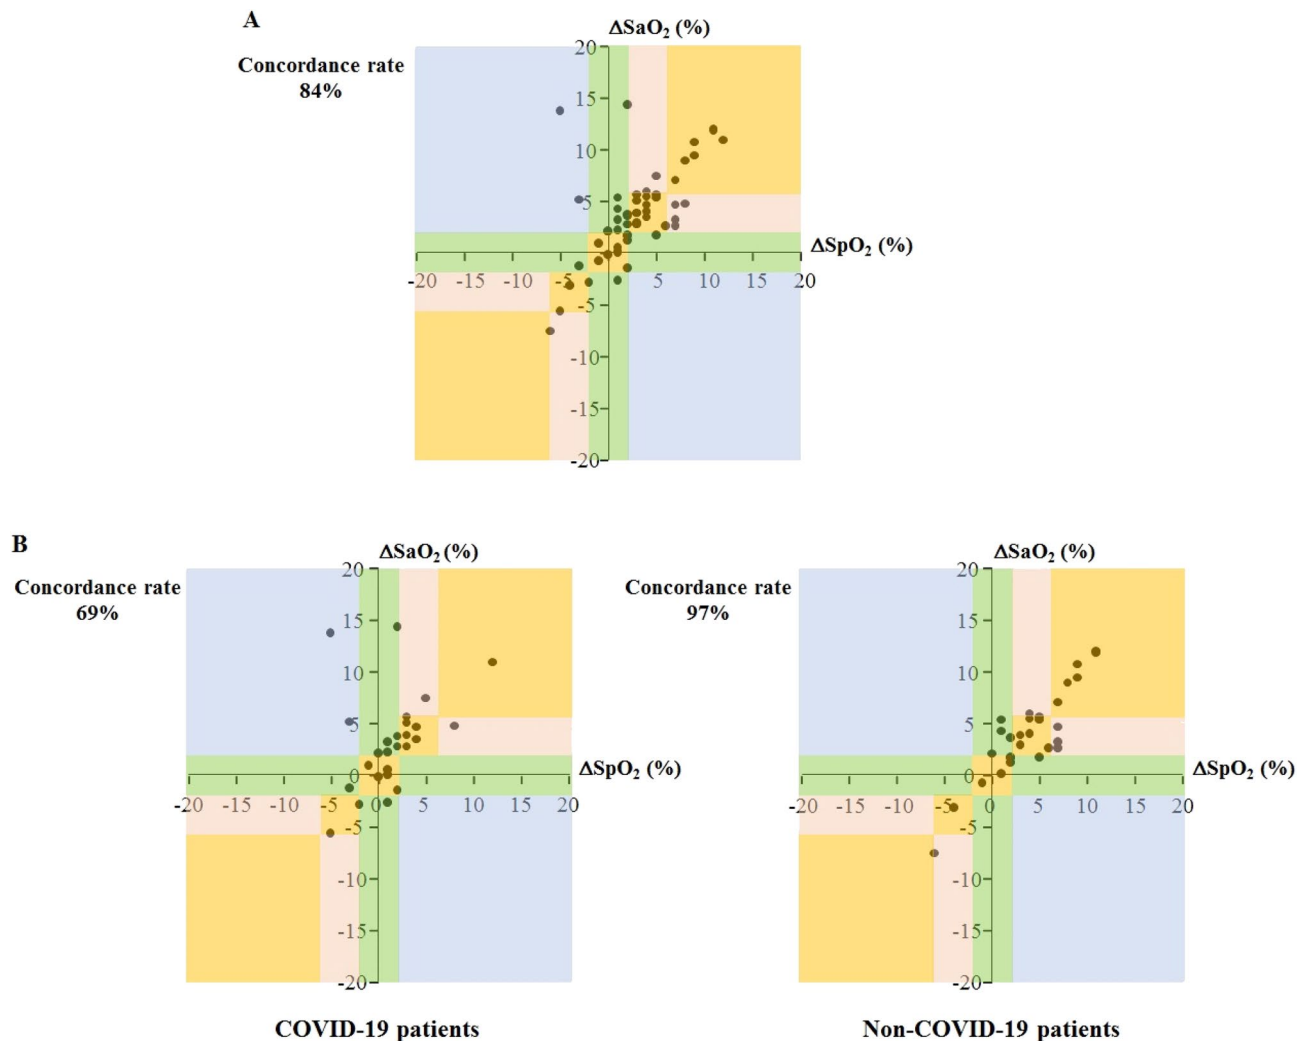 A
ΔSaO₂ (%)
Concordance rate
84%
20
15
10
5
ΔSpO₂ (%)
-20 -15 -10 -5 5 10 15 20
-5
-10
-15
-20
B
ΔSaO₂ (%)
Concordance rate
69%
20
15
10
5
0
ΔSpO₂ (%)
-20 -15 -10 -5 0 5 10 15 20
-5
-10
-15
-20
COVID-19 patients
ΔSaO₂ (%)
Concordance rate
97%
20
15
10
5
0
ΔSpO₂ (%)
-20 -15 -10 -5 0 5 10 15 20
-5
-10
-15
-20
Non-COVID-19 patients